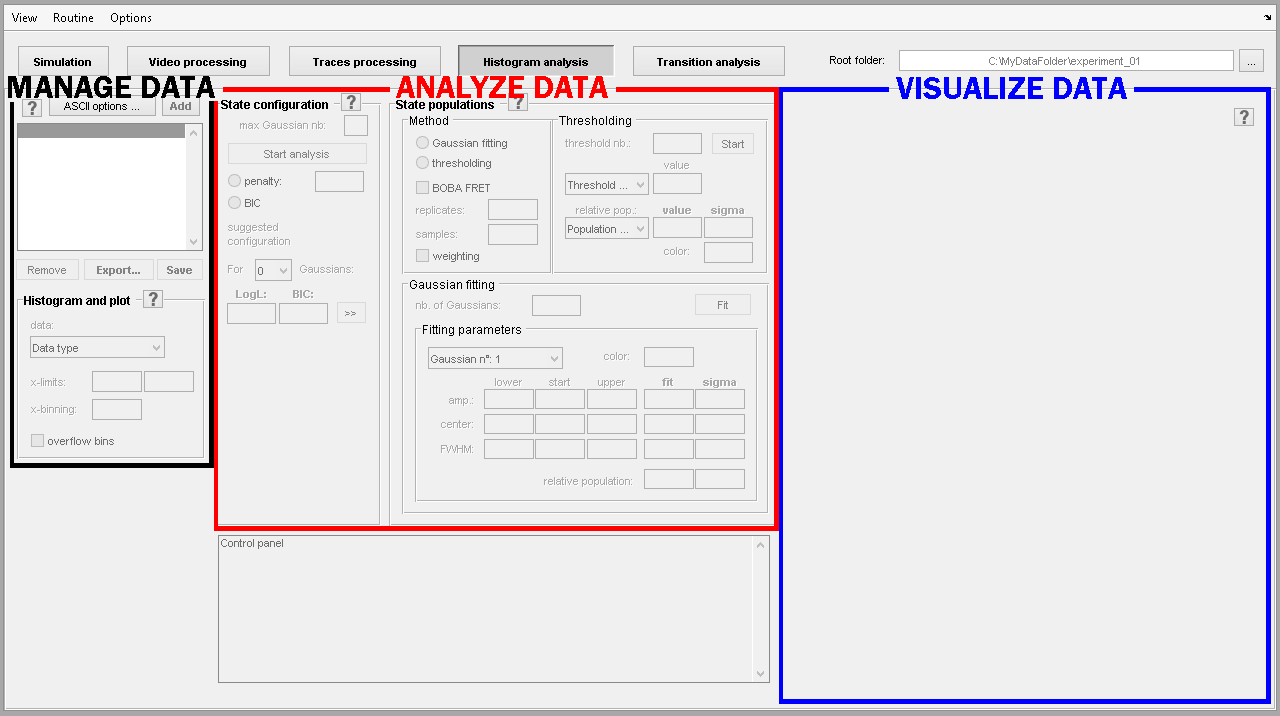 View Routine Options
Simulation Video processing Traces processing Histogram analysis Transition analysis Root folder: C:\MyDataFolder\experiment_01 ...
MANAGE DATA
? ASCII options ... Add
Remove Export... Save
Histogram and plot ?
data:
Data type
x-limits:
x-binning:
overflow bins
ANALYZE DATA
State configuration ?
max Gaussian nb:
Start analysis
penalty:
BIC
suggested
configuration
For 0 Gaussians:
LogL: BIC:
>>
State populations ?
Method
Gaussian fitting
thresholding
BOBA FRET
replicates:
samples:
weighting
Thresholding
threshold nb.: Start
value
Threshold ...
relative pop.: value sigma
Population ...
color:
Gaussian fitting
nb. of Gaussians: Fit
Fitting parameters
Gaussian n°: 1 color:
lower start upper fit sigma
amp.:
center:
FWHM:
relative population:
Control panel
VISUALIZE DATA
?